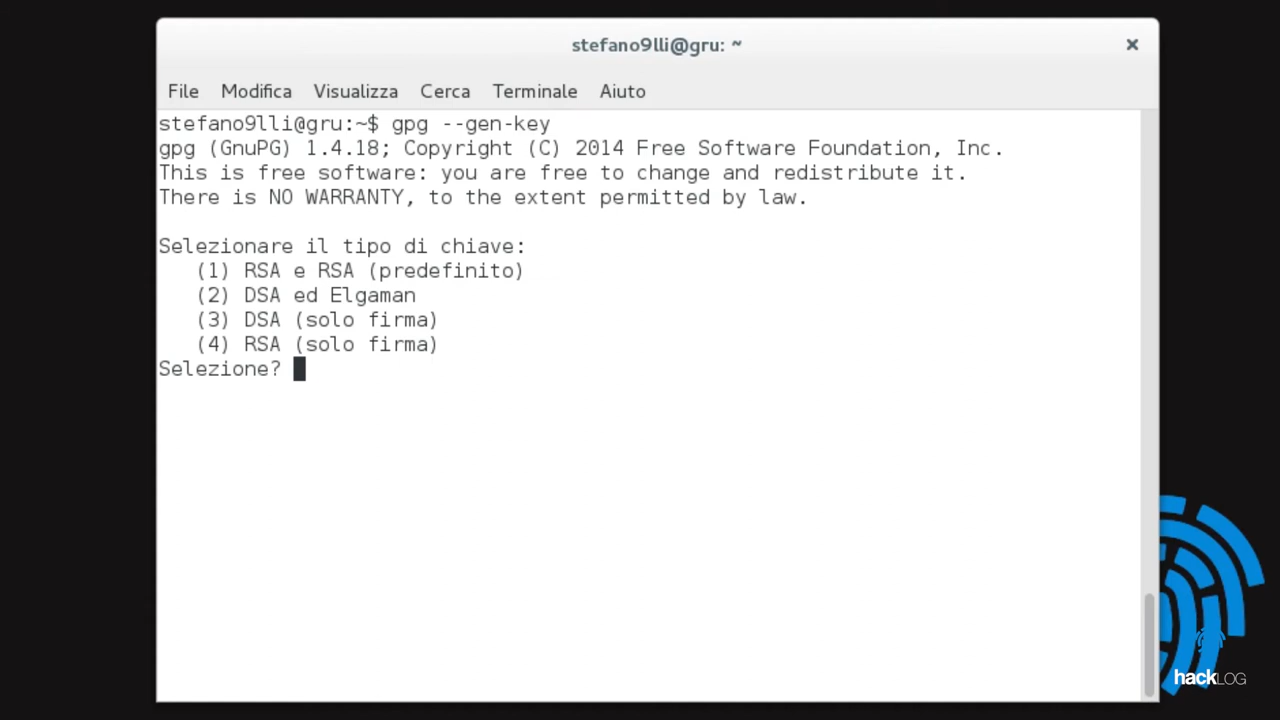 stefano9lli@gru: ~
×
File Modifica Visualizza Cerca Terminale Aiuto
stefano9lli@gru:~$ gpg --gen-key
gpg (GnuPG) 1.4.18; Copyright (C) 2014 Free Software Foundation, Inc.
This is free software: you are free to change and redistribute it.
There is NO WARRANTY, to the extent permitted by law.
Selezionare il tipo di chiave:
(1) RSA e RSA (predefinito)
(2) DSA ed Elgaman
(3) DSA (solo firma)
(4) RSA (solo firma)
Selezione?
hackLOG